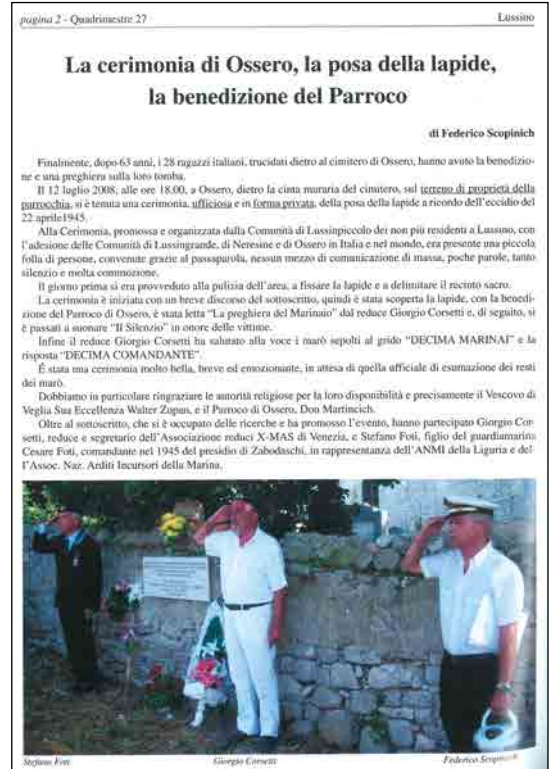 pagina 2 - Quadrimestre 27 Lussino
La cerimonia di Ossero, la posa della lapide,
la benedizione del Parroco
di Federico Scopinich
Finalmente, dopo 63 anni, i 28 ragazzi italiani, trucidati dietro al cimitero di Ossero, hanno avuto la benedizio-
ne e una preghiera sulla loro tomba.
Il 12 luglio 2008, alle ore 18.00, a Ossero, dietro la cinta muraria del cimitero, sul terreno di proprietà della
parrocchia, si è tenuta una cerimonia, ufficiosa e in forma privata, della posa della lapide a ricordo dell'eccidio del
22 aprile1945.
Alla Cerimonia, promossa e organizzata dalla Comunità di Lussinpiccolo dei non più residenti a Lussino, con
l'adesione delle Comunità di Lussingrande, di Neresine e di Ossero in Italia e nel mondo, era presente una piccola
folla di persone, convenute grazie al passaparola, nessun mezzo di comunicazione di massa, poche parole, tanto
silenzio e molta commozione.
Il giorno prima si era provveduto alla pulizia dell'area, a fissare la lapide e a delimitare il recinto sacro.
La cerimonia è iniziata con un breve discorso del sottoscritto, quindi è stata scoperta la lapide, con la benedi-
zione del Parroco di Ossero, è stata letta "La preghiera del Marinaio" dal reduce Giorgio Corsetti e, di seguito, si
è passati a suonare "Il Silenzio" in onore delle vittime.
Infine il reduce Giorgio Corsetti ha salutato alla voce i marò sepolti al grido "DECIMA MARINAI" e la
risposta "DECIMA COMANDANTE".
È stata una cerimonia molto bella, breve ed emozionante, in attesa di quella ufficiale di esumazione dei resti
dei marò.
Dobbiamo in particolare ringraziare le autorità religiose per la loro disponibilità e precisamente il Vescovo di
Veglia Sua Eccellenza Walter Zupan, e il Parroco di Ossero, Don Martincich.
Oltre al sottoscritto, che si è occupato delle ricerche e ha promosso l'evento, hanno partecipato Giorgio Cor-
setti, reduce e segretario dell'Associazione reduci X-MAS di Venezia, e Stefano Foti, figlio del guardiamarina
Cesare Foti, comandante nel 1945 del presidio di Zabodaschi, in rappresentanza dell'ANMI della Liguria e del-
l'Assoc. Naz. Arditi Incursori della Marina.
Stefano Foti Giorgio Corsetti Federico Scopinich